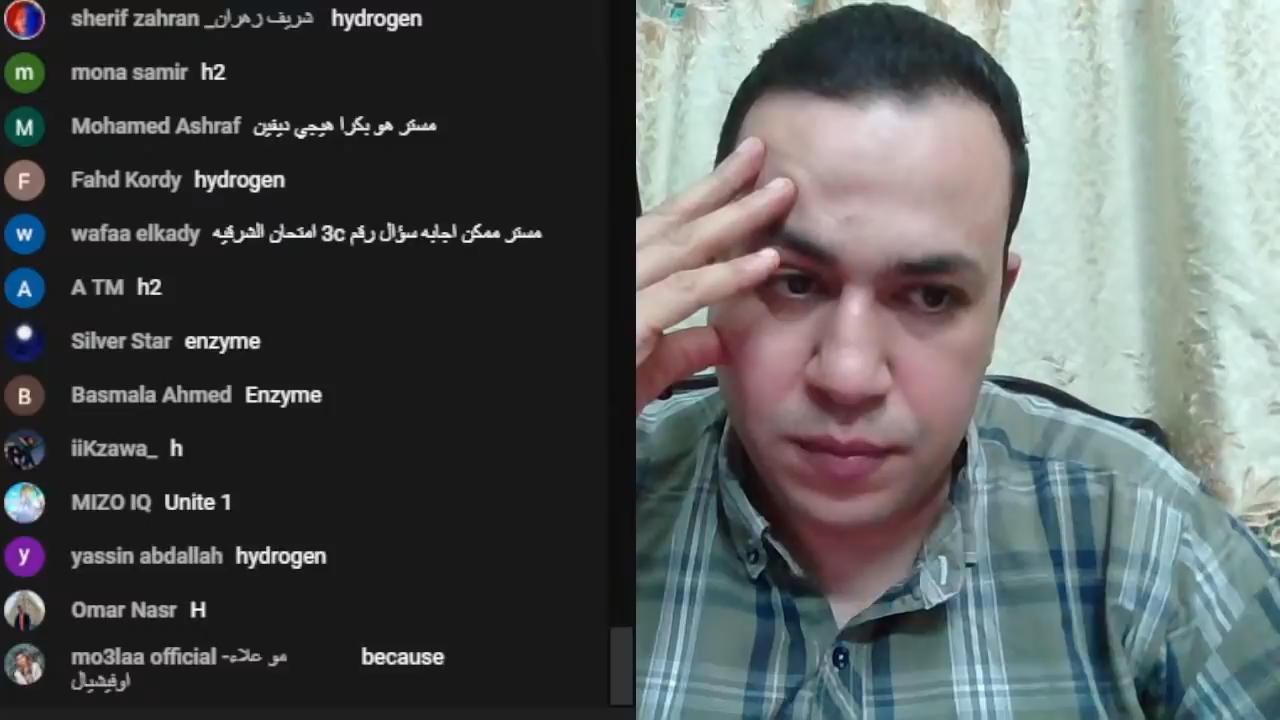 sherif zahran _شريف زهران hydrogen
m mona samir h2
M Mohamed Ashraf مستر هو بكرا هيجي ديفين
F Fahd Kordy hydrogen
w wafaa elkady مستر ممكن اجابه سؤال رقم 3c امتحان الشرقيه
A A TM h2
Silver Star enzyme
B Basmala Ahmed Enzyme
iiKzawa_ h
MIZO IQ Unite 1
y yassin abdallah hydrogen
Omar Nasr H
mo3laa official -مو علاء because
اوفيشيال